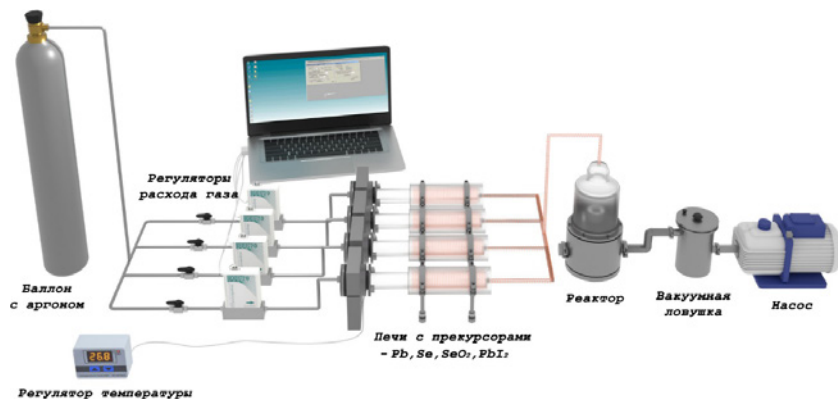 Регуляторы
расхода газа
Баллон
с аргоном
Реактор
Вакуумная
ловушка
Насос
Печи с прекурсорами
- Pb, Se, SeO₂, PbI₂
268
Регулятор температуры